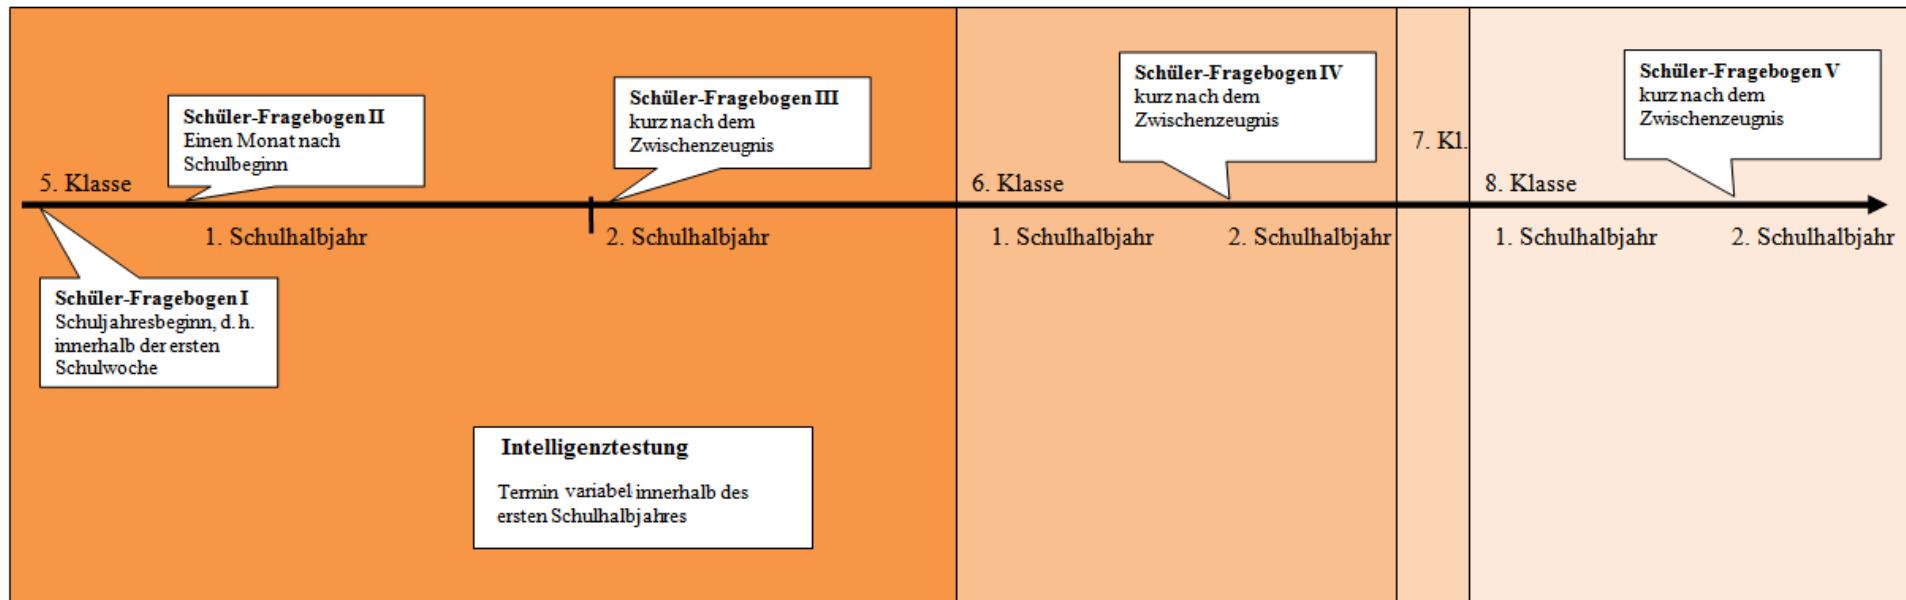 Schüler-Fragebogen II
Einen Monat nach
Schulbeginn
Schüler-Fragebogen III
kurz nach dem
Zwischenzeugnis
Schüler-Fragebogen IV
kurz nach dem
Zwischenzeugnis
Schüler-Fragebogen V
kurz nach dem
Zwischenzeugnis
5. Klasse
6. Klasse
7. Kl.
8. Klasse
1. Schulhalbjahr
2. Schulhalbjahr
1. Schulhalbjahr
2. Schulhalbjahr
1. Schulhalbjahr
2. Schulhalbjahr
Schüler-Fragebogen I
Schuljahresbeginn, d. h.
innerhalb der ersten
Schulwoche
Intelligenztestung
Termin variabel innerhalb des
ersten Schulhalbjahres